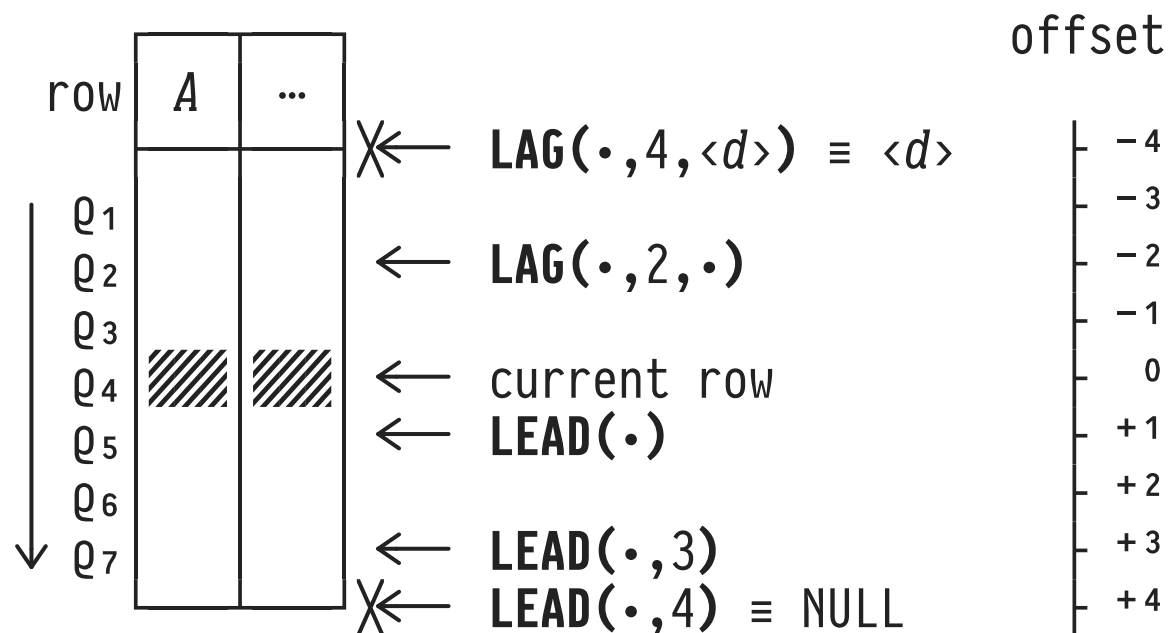 offset
row A …
LAG(·,4,<d>) ≡ <d> −4
ϱ1 −3
ϱ2 LAG(·,2,·) −2
ϱ3 −1
ϱ4 current row 0
ϱ5 LEAD(·) +1
ϱ6 +2
ϱ7 LEAD(·,3) +3
LEAD(·,4) ≡ NULL +4